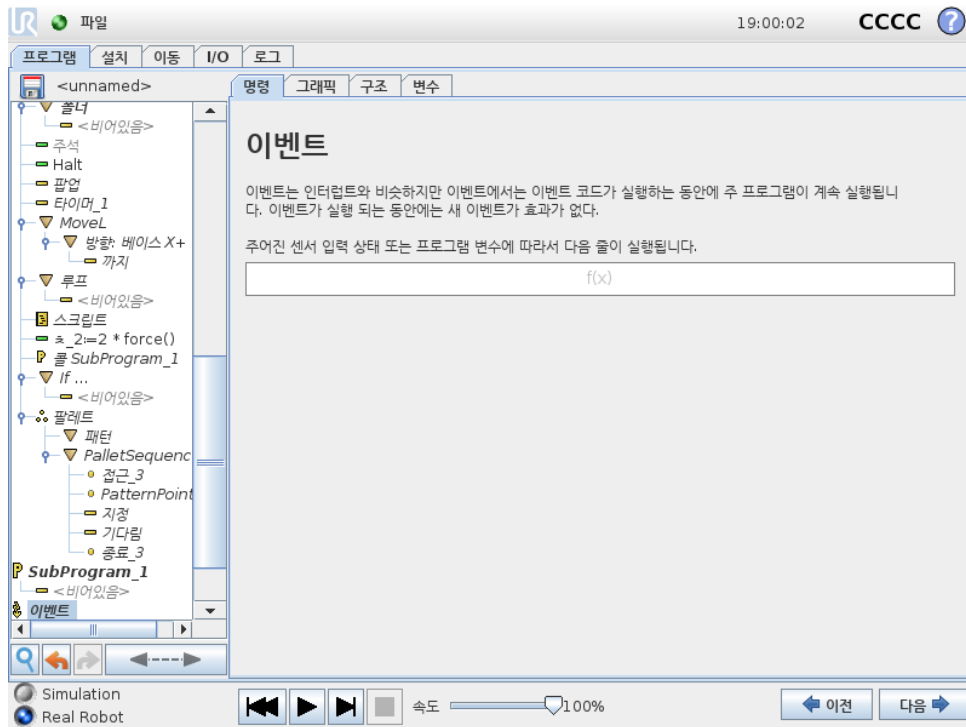 UR 파일 19:00:02 CCCC ?
프로그램 설치 이동 I/O 로그
<unnamed>
명령 그래픽 구조 변수
폴너
<비어있음>
주석
Halt
팝업
타이머_1
MoveL
방향: 베이스 X+
까지
루프
<비어있음>
스크립트
ㅊ_2:=2 * force()
콜 SubProgram_1
If ...
<비어있음>
팔레트
패턴
PalletSequenc
접근_3
PatternPoint
지정
기다림
종료_3
SubProgram_1
<비어있음>
이벤트
이벤트
이벤트는 인터럽트와 비슷하지만 이벤트에서는 이벤트 코드가 실행하는 동안에 주 프로그램이 계속 실행됩니
다. 이벤트가 실행 되는 동안에는 새 이벤트가 효과가 없다.
주어진 센서 입력 상태 또는 프로그램 변수에 따라서 다음 줄이 실행됩니다.
f(x)
Simulation
Real Robot
속도 100%
이전 다음